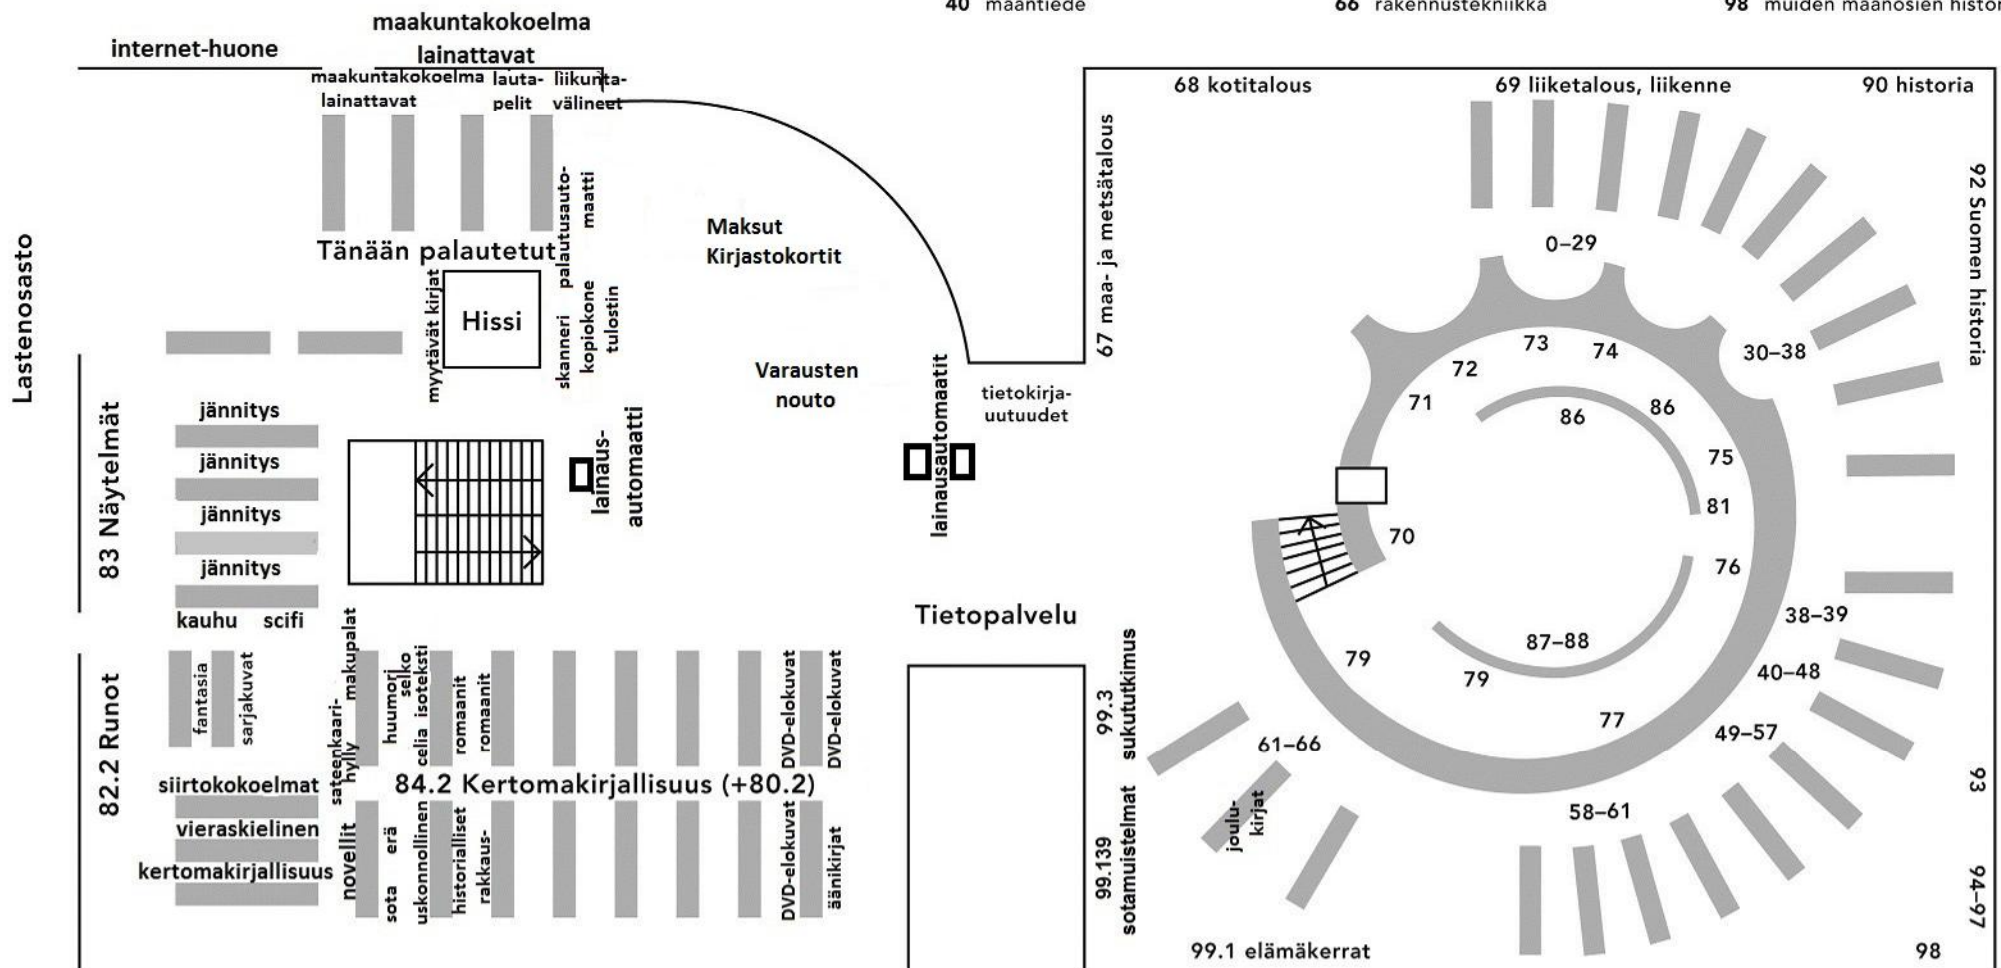 40 maantiede
66 rakennustekniikka
98 muiden maanosien histor
internet-huone
maakuntakokoelma
lainattavat
maakuntakokoelma
lainattavat
lauta-
pelit
liikunta-
välineet
palautusauto-
maatti
Tänään palautetut
myytävät kirjat
Hissi
skanneri
kopiokone
tulostin
Maksut
Kirjastokortit
Varausten
nouto
lainausautomaatit
tietokirja-
uutuudet
Lastenosasto
83 Näytelmät
jännitys
jännitys
jännitys
jännitys
kauhu
scifi
lainaus-
automaatti
82.2 Runot
fantasia
sarjakuvat
sateenkaari-
hylly
makupalat
huumori
selko
celia isoteksti
romaanit
romaanit
DVD-elokuvat
DVD-elokuvat
84.2 Kertomakirjallisuus (+80.2)
siirtokokoelmat
vieraskielinen
kertomakirjallisuus
novellit
sota
erä
uskonnollinen
historialliset
rakkaus-
DVD-elokuvat
äänikirjat
Tietopalvelu
99.3
sukututkimus
99.139
sotamuistelmat
67 maa- ja metsätalous
68 kotitalous
69 liiketalous, liikenne
90 historia
92 Suomen historia
93
94–97
98
99.1 elämäkerrat
0–29
30–38
38–39
40–48
49–57
58–61
61–66
joulu-
kirjat
70
71
72
73
74
86
86
75
81
76
87–88
77
79
79